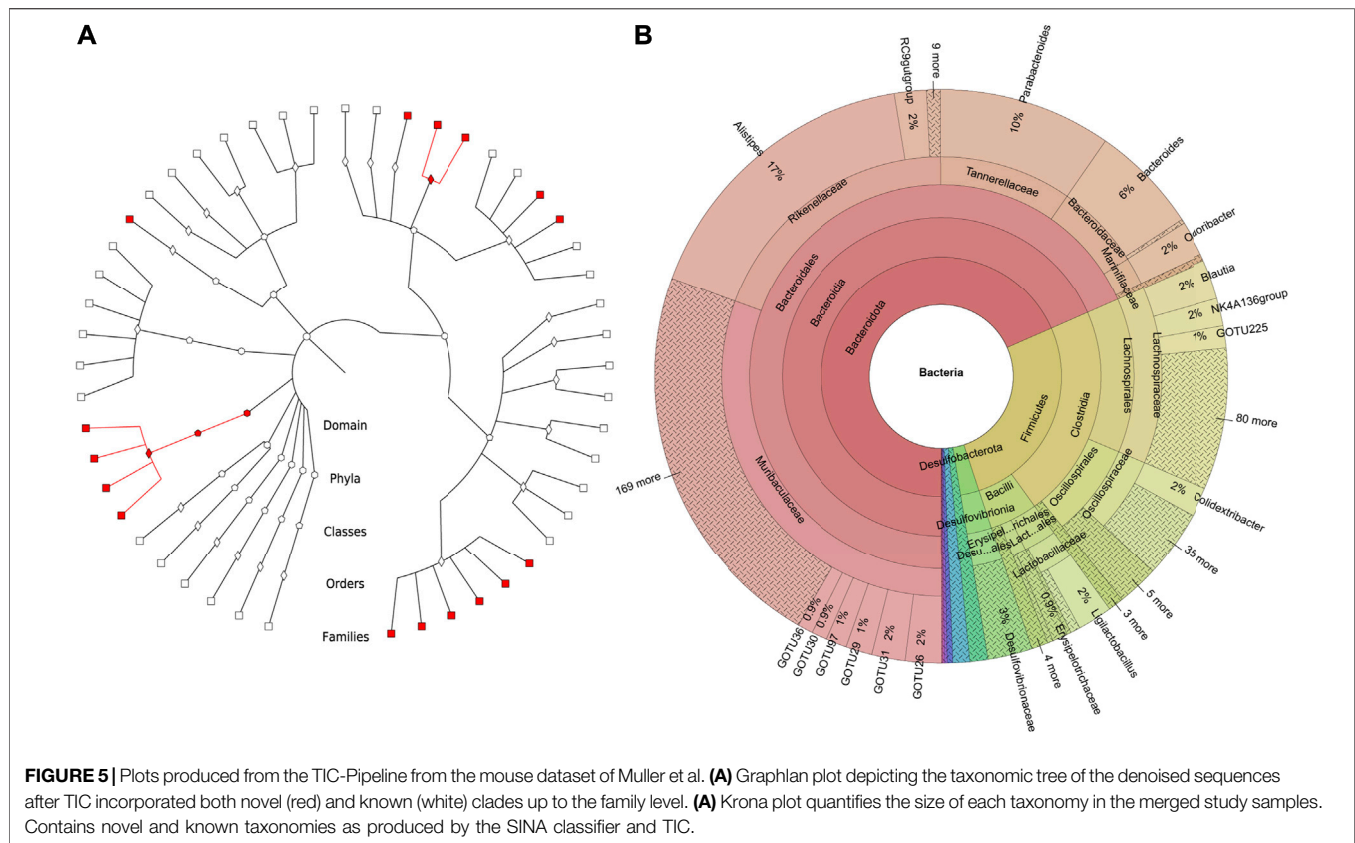 A
B
Domain
Phyla
Classes
Orders
Families
Bacteria
Bacteroidota
Bacteroidia
Bacteroidales
Rikenellaceae
Alistipes
17%
RC9gutgroup
2%
9 more
Tannerellaceae
Parabacteroides
10%
Bacteroidaceae
Bacteroides
6%
Marinifilaceae
2%
Blautia
2%
NK4A136group
2%
GOTU225
1%
Firmicutes
Clostridia
Lachnospirales
Lachnospiraceae
80 more
Oscillospirales
Oscillospiraceae
2%
35 more
5 more
3 more
Bacilli
Lact...ales
Lactobacillaceae
Ligilactobacillus
2%
Erysipel...richales
Erysipelotrichaceae
0.9%
4 more
Desulfobacterota
Desulfovibrionia
Desu...ales
Desulfovibrionaceae
3%
Muribaculaceae
169 more
GOTU36
0.9%
GOTU30
0.9%
GOTU97
1%
GOTU29
1%
GOTU31
2%
GOTU26
2%
FIGURE 5 | Plots produced from the TIC-Pipeline from the mouse dataset of Muller et al. (A) Graphlan plot depicting the taxonomic tree of the denoised sequences
after TIC incorporated both novel (red) and known (white) clades up to the family level. (A) Krona plot quantifies the size of each taxonomy in the merged study samples.
Contains novel and known taxonomies as produced by the SINA classifier and TIC.